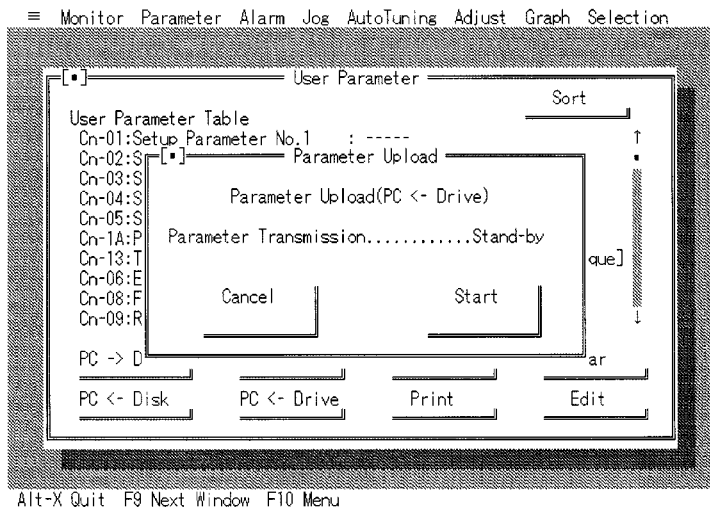 ≡ Monitor Parameter Alarm Jog AutoTuning Adjust Graph Selection
[▪] User Parameter
Sort
User Parameter Table
Cn-01:Setup Parameter No.1 : -----
Cn-02:S
Cn-03:S
Cn-04:S
Cn-05:S
Cn-1A:P
Cn-13:T que]
Cn-06:E
Cn-08:F
Cn-09:R
[▪] Parameter Upload
Parameter Upload(PC <- Drive)
Parameter Transmission............Stand-by
Cancel Start
PC -> D ar
PC <- Disk PC <- Drive Print Edit
Alt-X Quit F9 Next Window F10 Menu